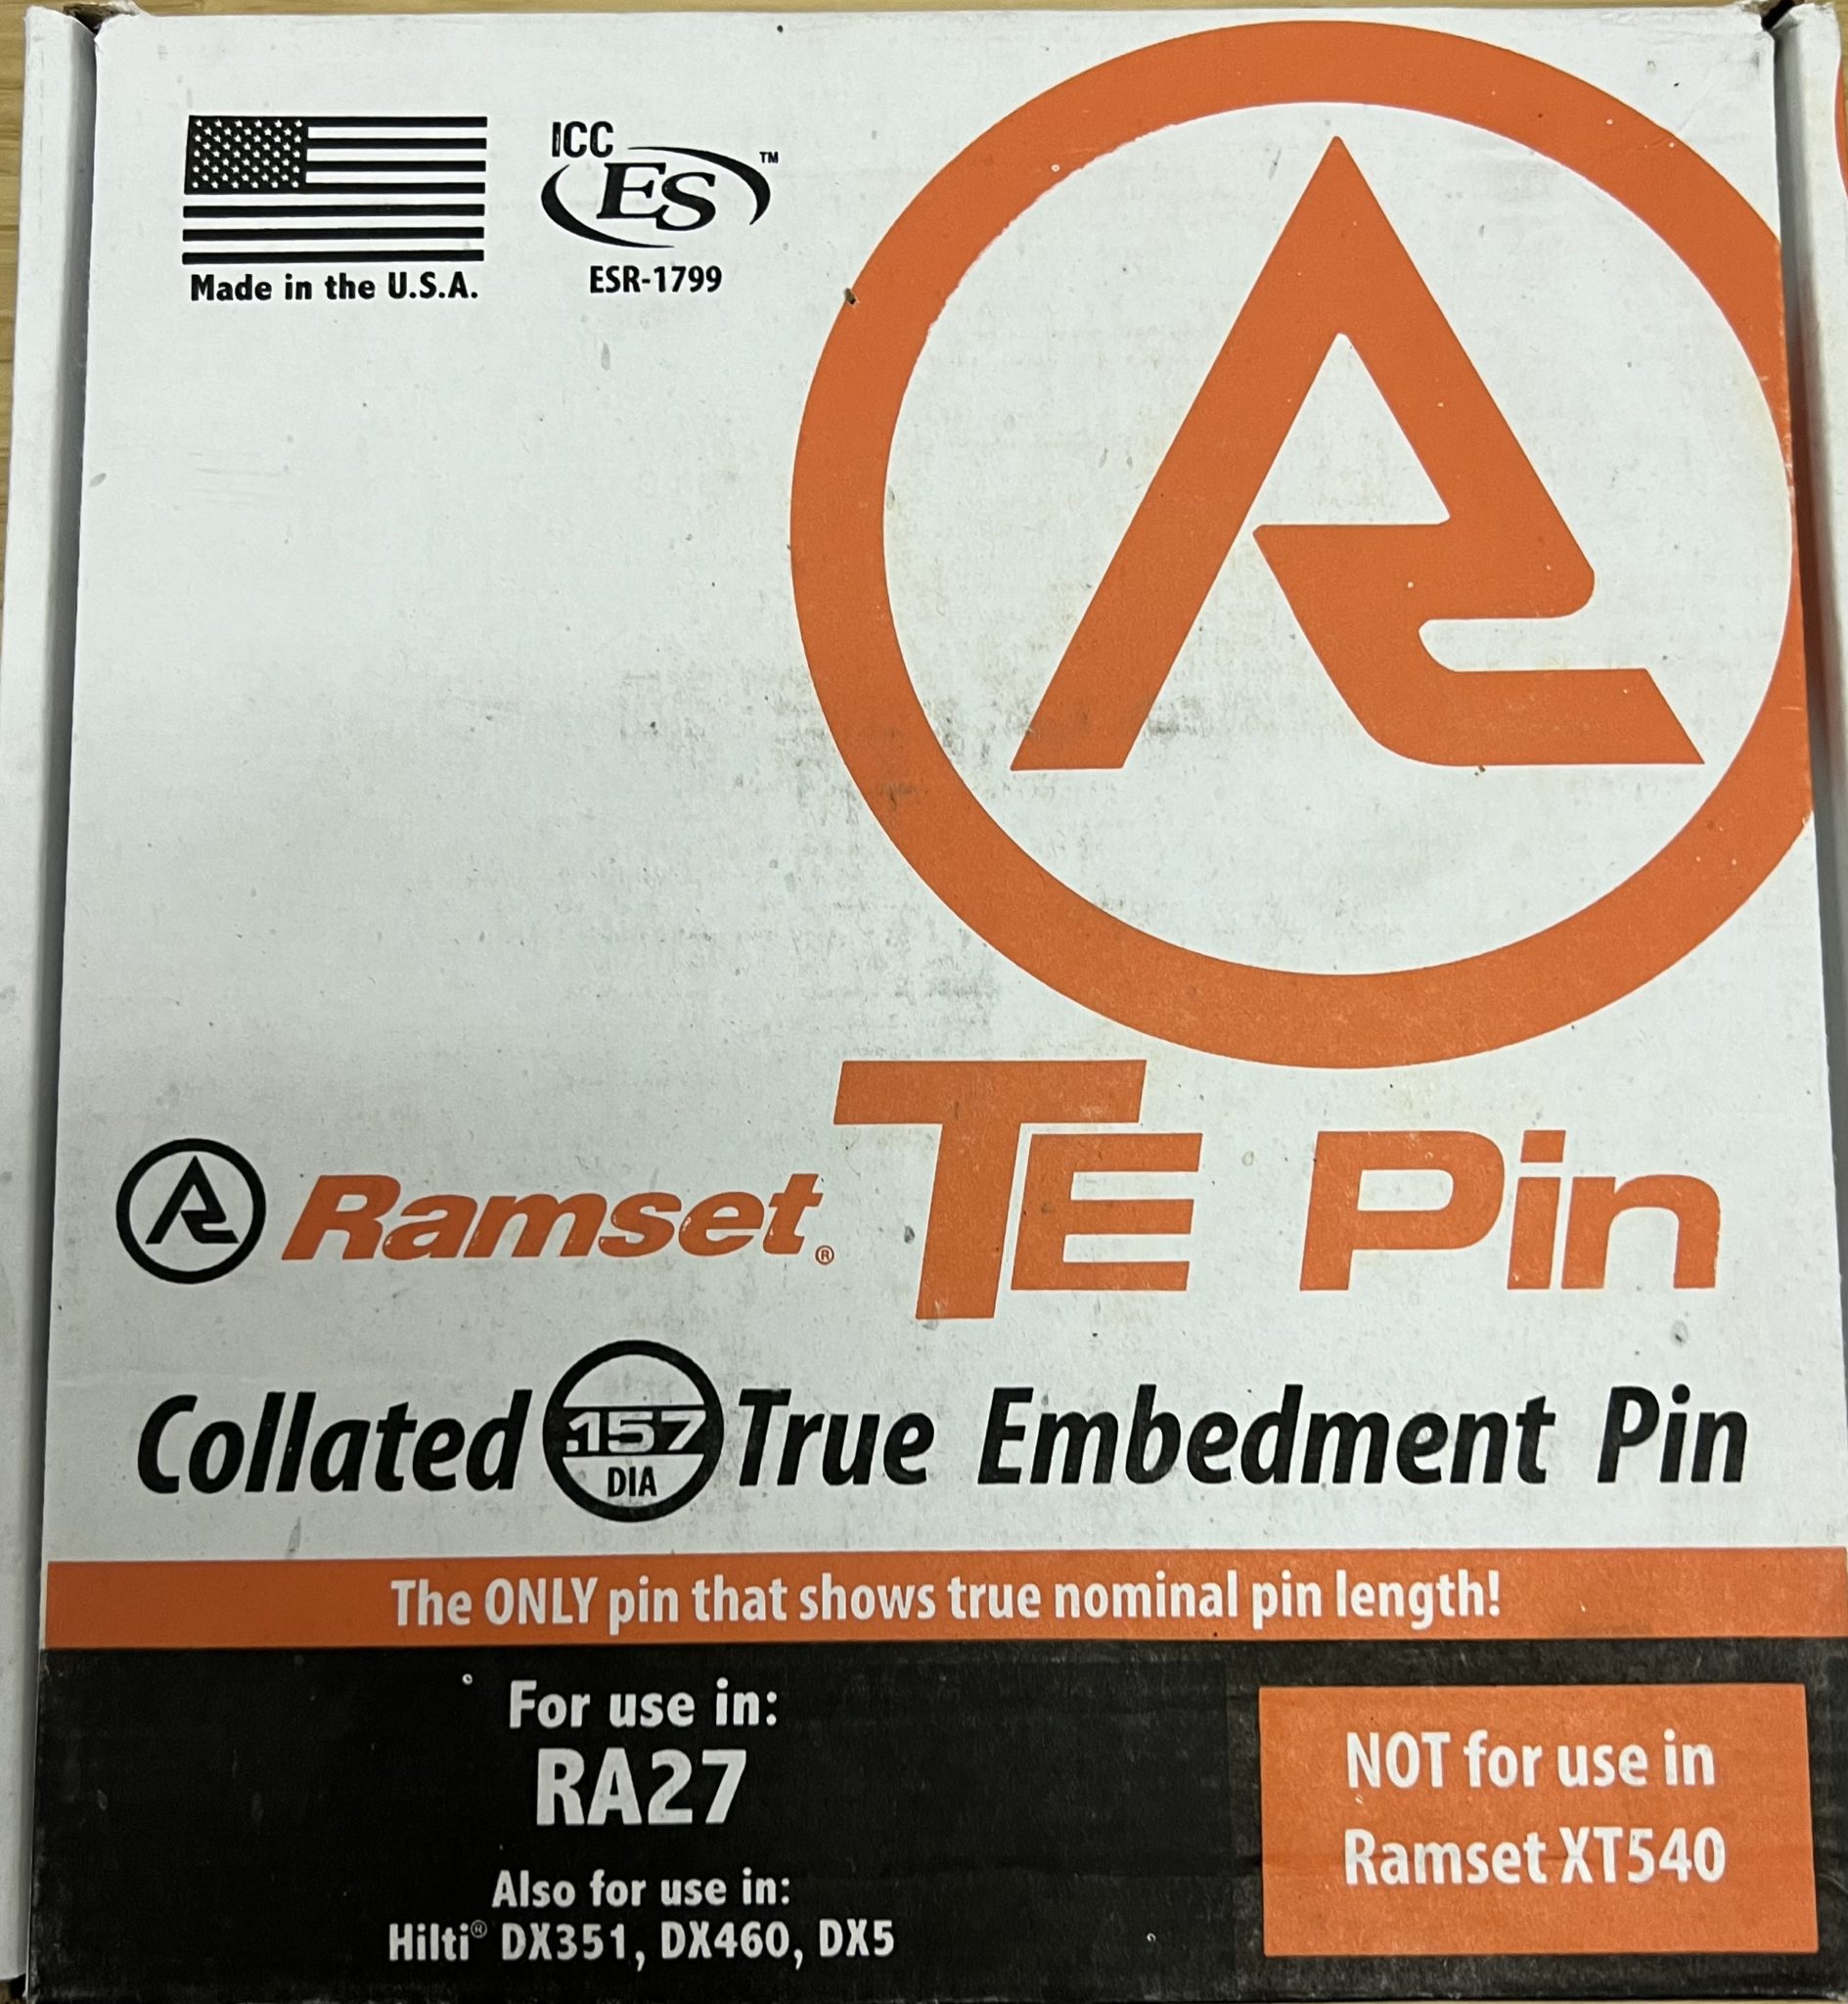 Made in the U.S.A.
ICC
ES™
ESR-1799
Ramset® TE Pin
Collated .157 DIA True Embedment Pin
The ONLY pin that shows true nominal pin length!
For use in:
RA27
Also for use in:
Hilti® DX351, DX460, DX5
NOT for use in
Ramset XT540